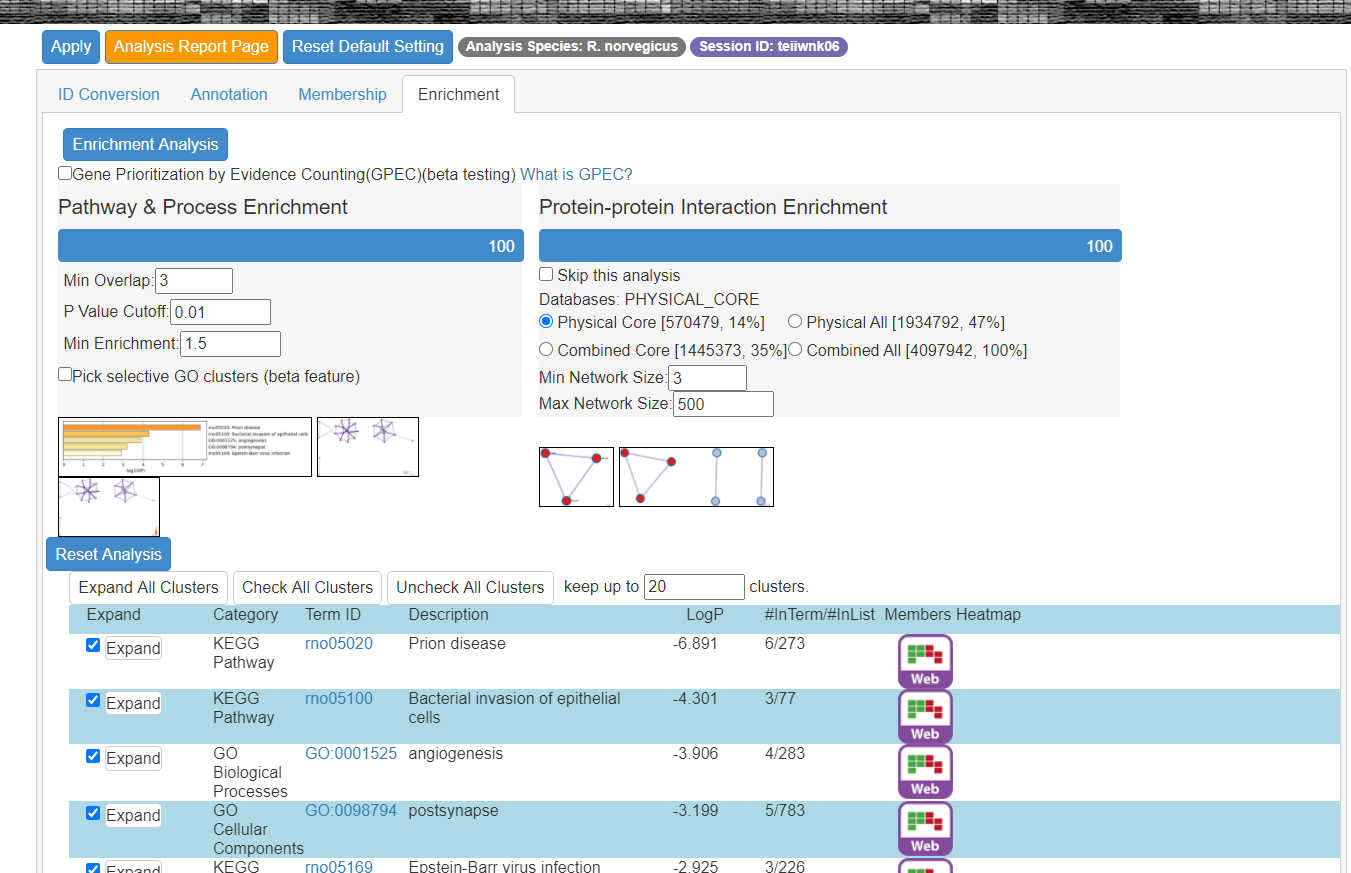 Apply Analysis Report Page Reset Default Setting Analysis Species: R. norvegicus Session ID: teiiwnk06
ID Conversion Annotation Membership Enrichment
Enrichment Analysis
Gene Prioritization by Evidence Counting(GPEC)(beta testing) What is GPEC?
Pathway & Process Enrichment
100
Min Overlap: 3
P Value Cutoff: 0.01
Min Enrichment: 1.5
Pick selective GO clusters (beta feature)
rno05020: Prion disease
rno05100: Bacterial invasion of epithelial cells
GO:0001525: angiogenesis
GO:0098794: postsynapse
rno05169: Epstein-Barr virus infection
0 1 2 3 4 5 6 7
-log10(P)
Protein-protein Interaction Enrichment
100
Skip this analysis
Databases: PHYSICAL_CORE
Physical Core [570479, 14%] Physical All [1934792, 47%]
Combined Core [1445373, 35%] Combined All [4097942, 100%]
Min Network Size: 3
Max Network Size: 500
Reset Analysis
Expand All Clusters Check All Clusters Uncheck All Clusters keep up to 20 clusters.
Expand Category Term ID Description LogP #InTerm/#InList Members Heatmap
Expand KEGG rno05020 Prion disease -6.891 6/273
Pathway
Web
Expand KEGG rno05100 Bacterial invasion of epithelial -4.301 3/77
Pathway cells
Web
Expand GO GO:0001525 angiogenesis -3.906 4/283
Biological
Processes
Web
Expand GO GO:0098794 postsynapse -3.199 5/783
Cellular
Components
Web
Expand KEGG rno05169 Epstein-Barr virus infection -2.925 3/226